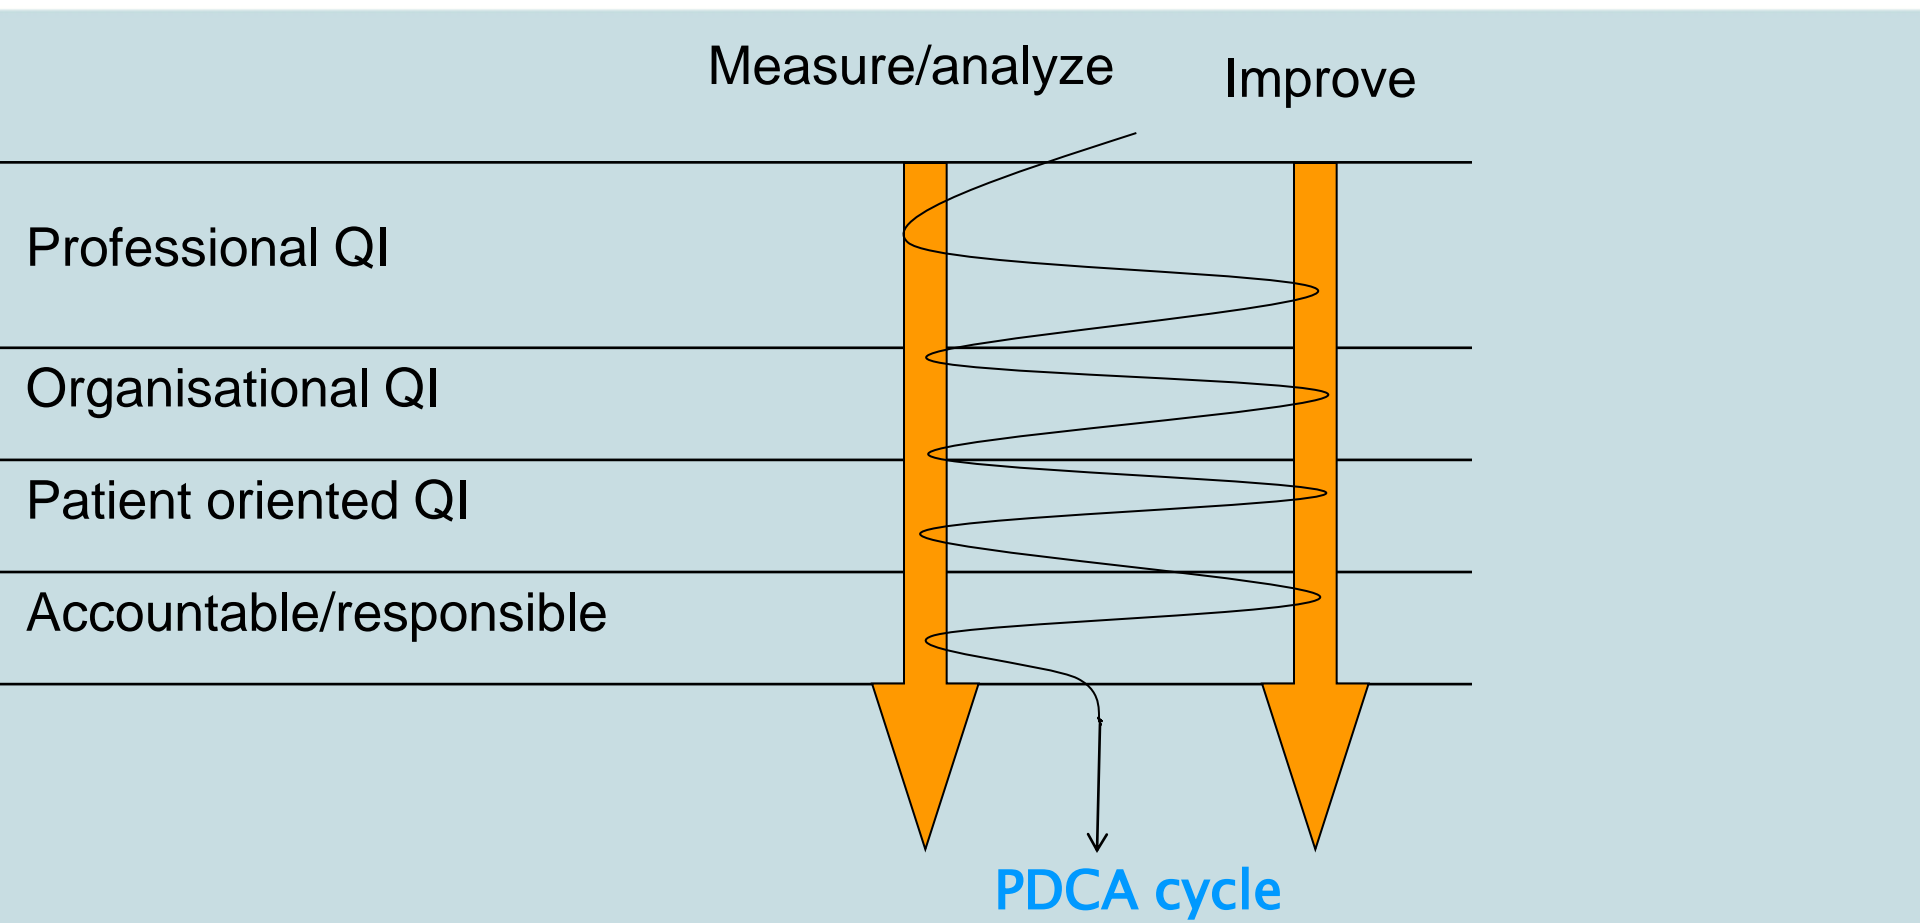 Measure/analyze
Improve
Professional QI
Organisational QI
Patient oriented QI
Accountable/responsible
PDCA cycle